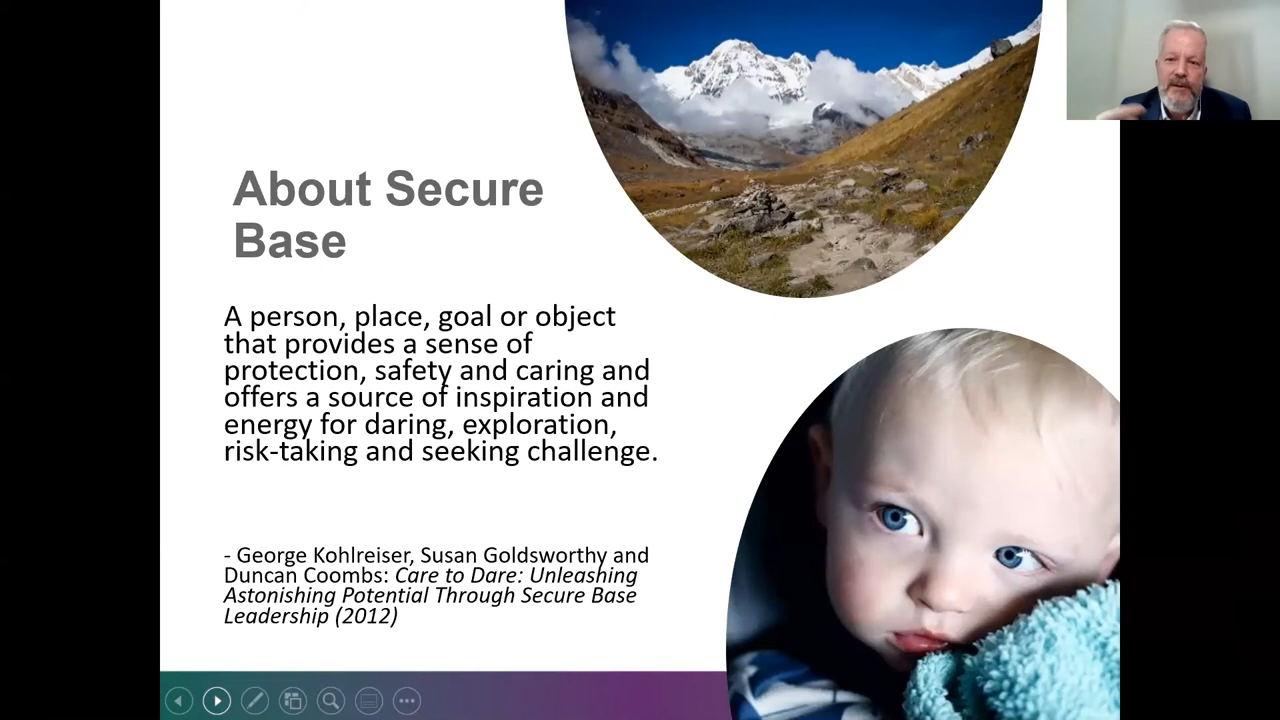 About Secure
Base
A person, place, goal or object
that provides a sense of
protection, safety and caring and
offers a source of inspiration and
energy for daring, exploration,
risk-taking and seeking challenge.
- George Kohlreiser, Susan Goldsworthy and
Duncan Coombs: Care to Dare: Unleashing
Astonishing Potential Through Secure Base
Leadership (2012)